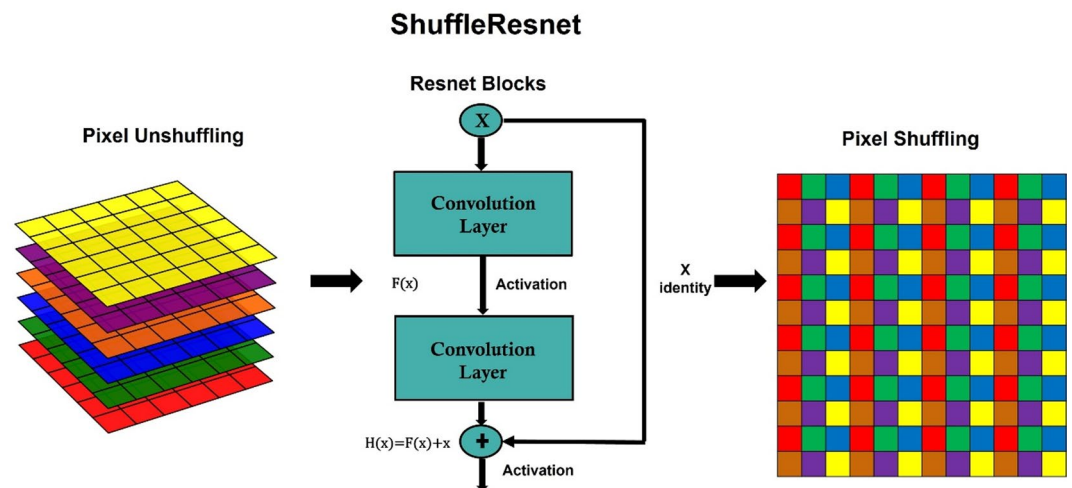 ShuffleResnet
Resnet Blocks
Pixel Unshuffling
X
Pixel Shuffling
Convolution
Layer
F(x)
Activation
X
identity
Convolution
Layer
H(x)=F(x)+x
+
Activation